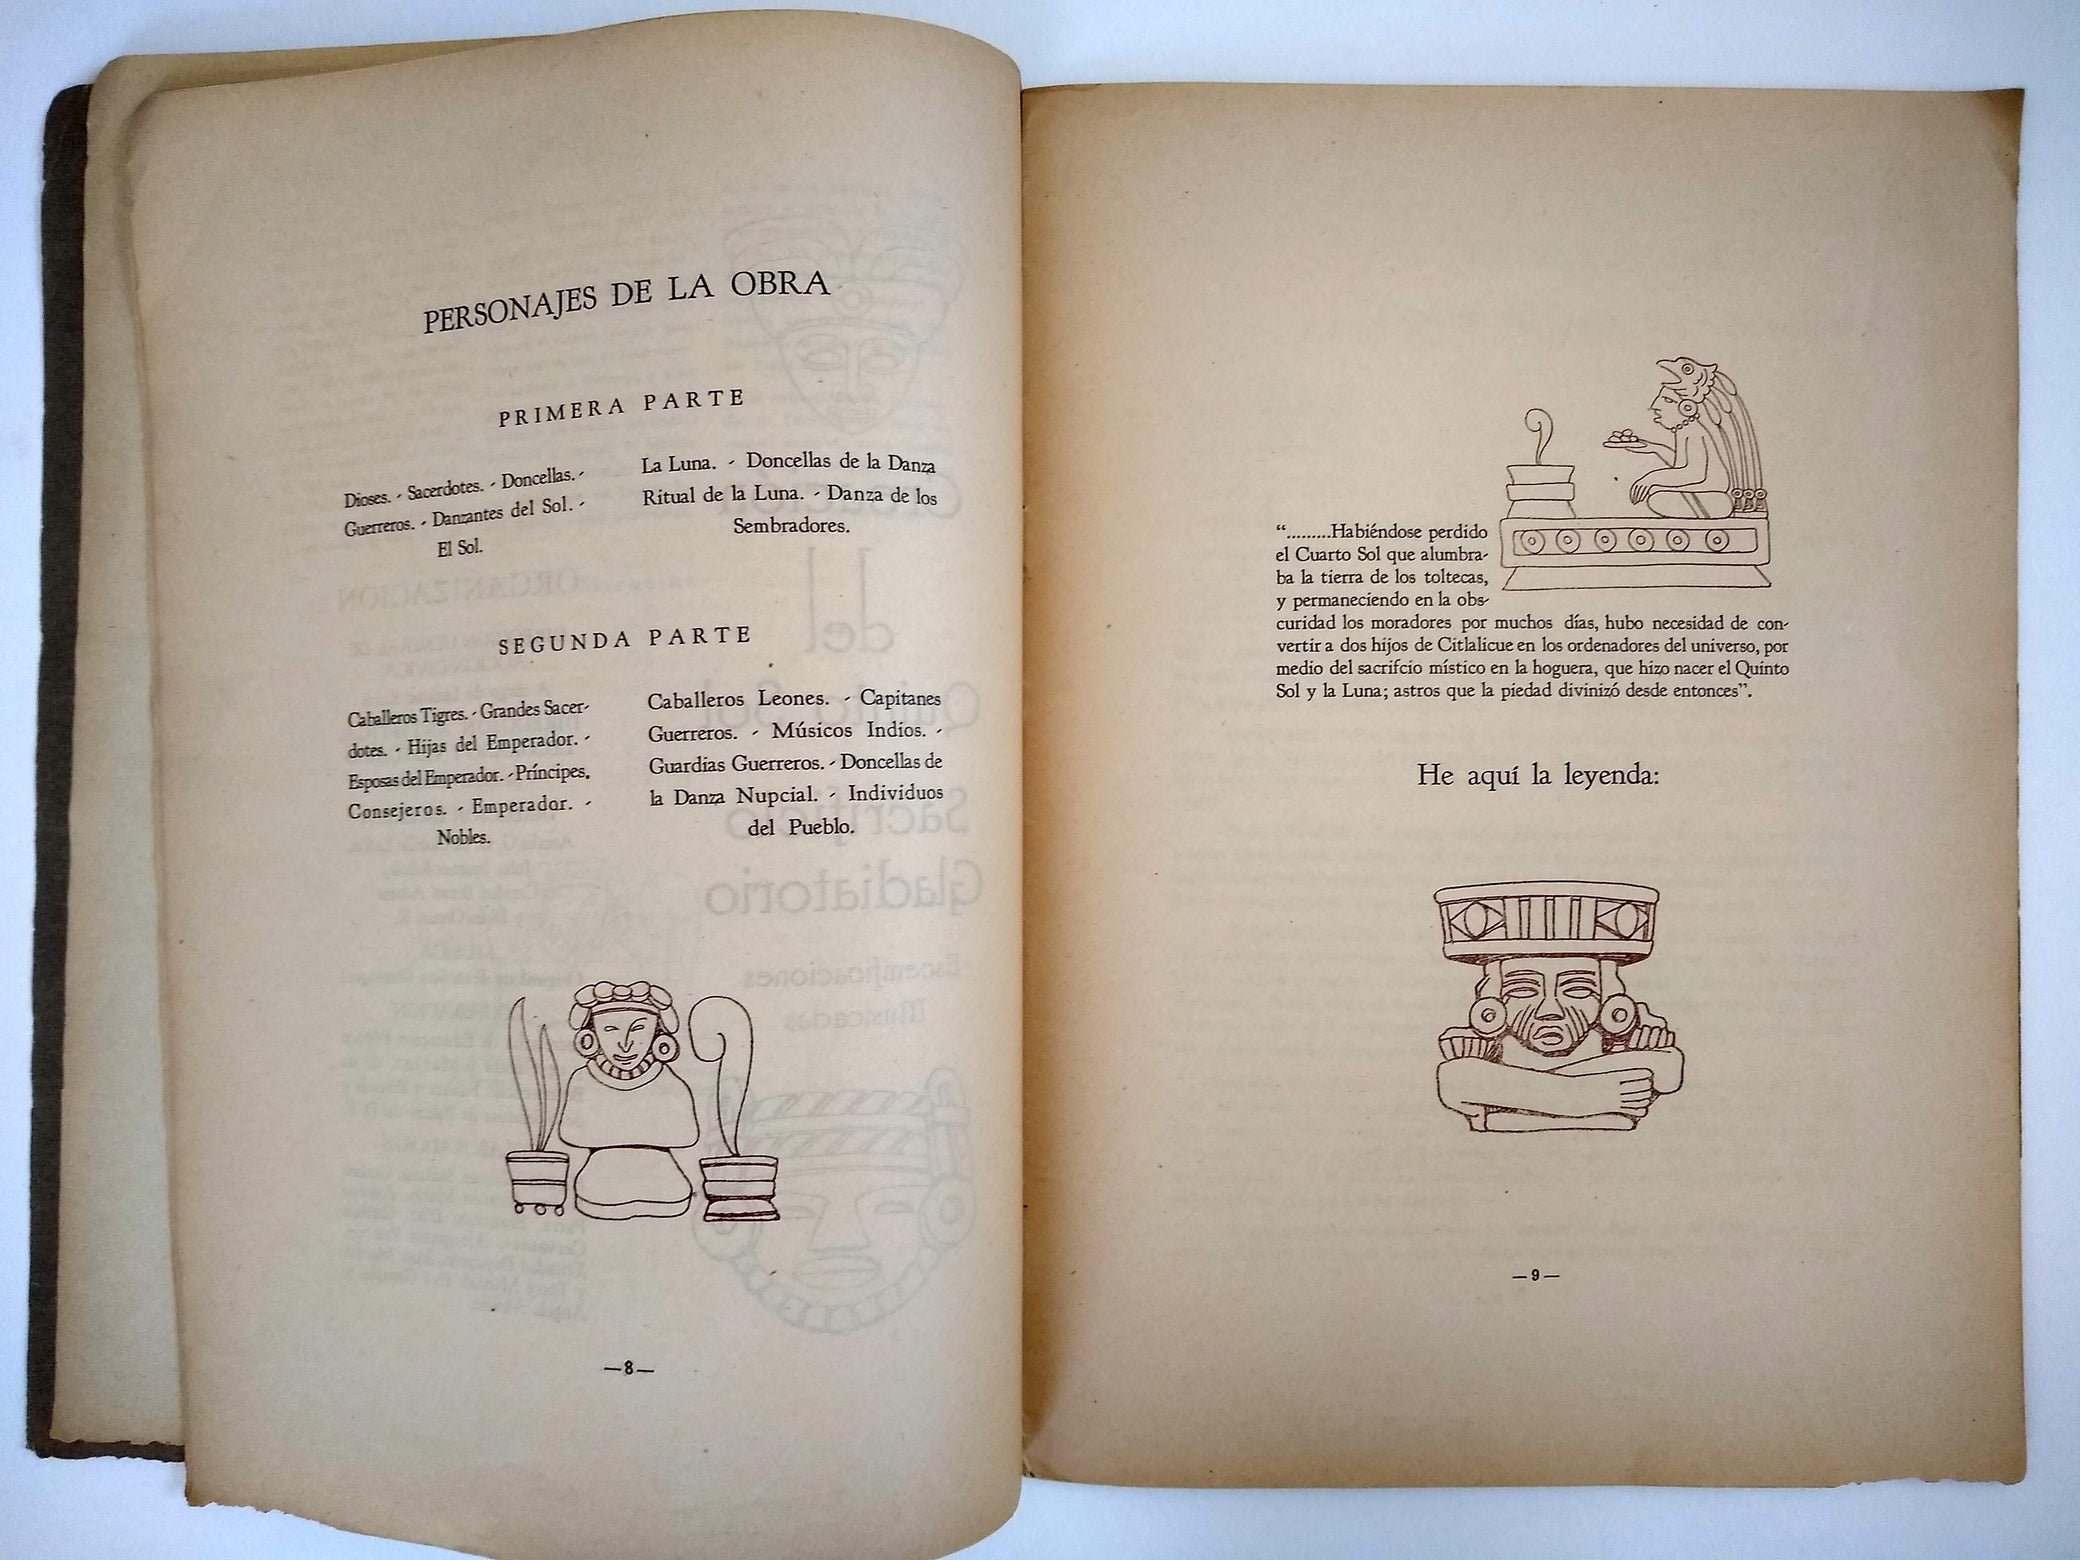 PERSONAJES DE LA OBRA
PRIMERA PARTE
Dioses. - Sacerdotes. - Doncellas. -
Guerreros. - Danzantes del Sol. -
El Sol.
La Luna. - Doncellas de la Danza
Ritual de la Luna. - Danza de los
Sembradores.
SEGUNDA PARTE
Caballeros Tigres. - Grandes Sacer-
dotes. - Hijas del Emperador. -
Esposas del Emperador. - Príncipes,
Consejeros. - Emperador. -
Nobles.
Caballeros Leones. - Capitanes
Guerreros. - Músicos Indios. -
Guardias Guerreros. - Doncellas de
la Danza Nupcial. - Individuos
del Pueblo.
—8—
“.........Habiéndose perdido
el Cuarto Sol que alumbra-
ba la tierra de los toltecas,
y permaneciendo en la obs-
curidad los moradores por muchos días, hubo necesidad de con-
vertir a dos hijos de Citlalicue en los ordenadores del universo, por
medio del sacrifcio místico en la hoguera, que hizo nacer el Quinto
Sol y la Luna; astros que la piedad divinizó desde entonces”.
He aquí la leyenda:
—9—